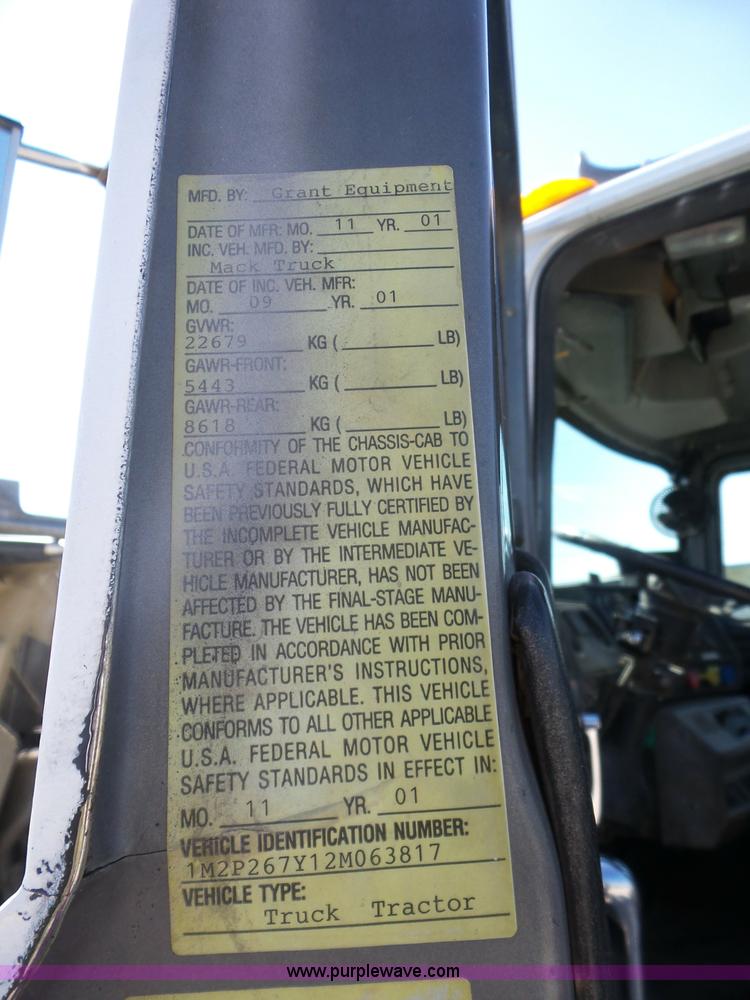 MFD. BY: Grant Equipment
DATE OF MFR: MO. 11 YR. 01
INC. VEH. MFD. BY:
Mack Truck
DATE OF INC. VEH. MFR:
MO. 09 YR. 01
GVWR:
22679 KG ( LB)
GAWR-FRONT:
5443 KG ( LB)
GAWR-REAR:
8618 KG ( LB)
CONFORMITY OF THE CHASSIS-CAB TO
U.S.A. FEDERAL MOTOR VEHICLE
SAFETY STANDARDS, WHICH HAVE
BEEN PREVIOUSLY FULLY CERTIFIED BY
THE INCOMPLETE VEHICLE MANUFAC-
TURER OR BY THE INTERMEDIATE VE-
HICLE MANUFACTURER, HAS NOT BEEN
AFFECTED BY THE FINAL-STAGE MANU-
FACTURE. THE VEHICLE HAS BEEN COM-
PLETED IN ACCORDANCE WITH PRIOR
MANUFACTURER'S INSTRUCTIONS,
WHERE APPLICABLE. THIS VEHICLE
CONFORMS TO ALL OTHER APPLICABLE
U.S.A. FEDERAL MOTOR VEHICLE
SAFETY STANDARDS IN EFFECT IN:
MO. 11 YR. 01
VERICLE IDENTIFICATION NUMBER:
1M2P267Y12M063817
VEHICLE TYPE:
Truck Tractor
www.purplewave.com